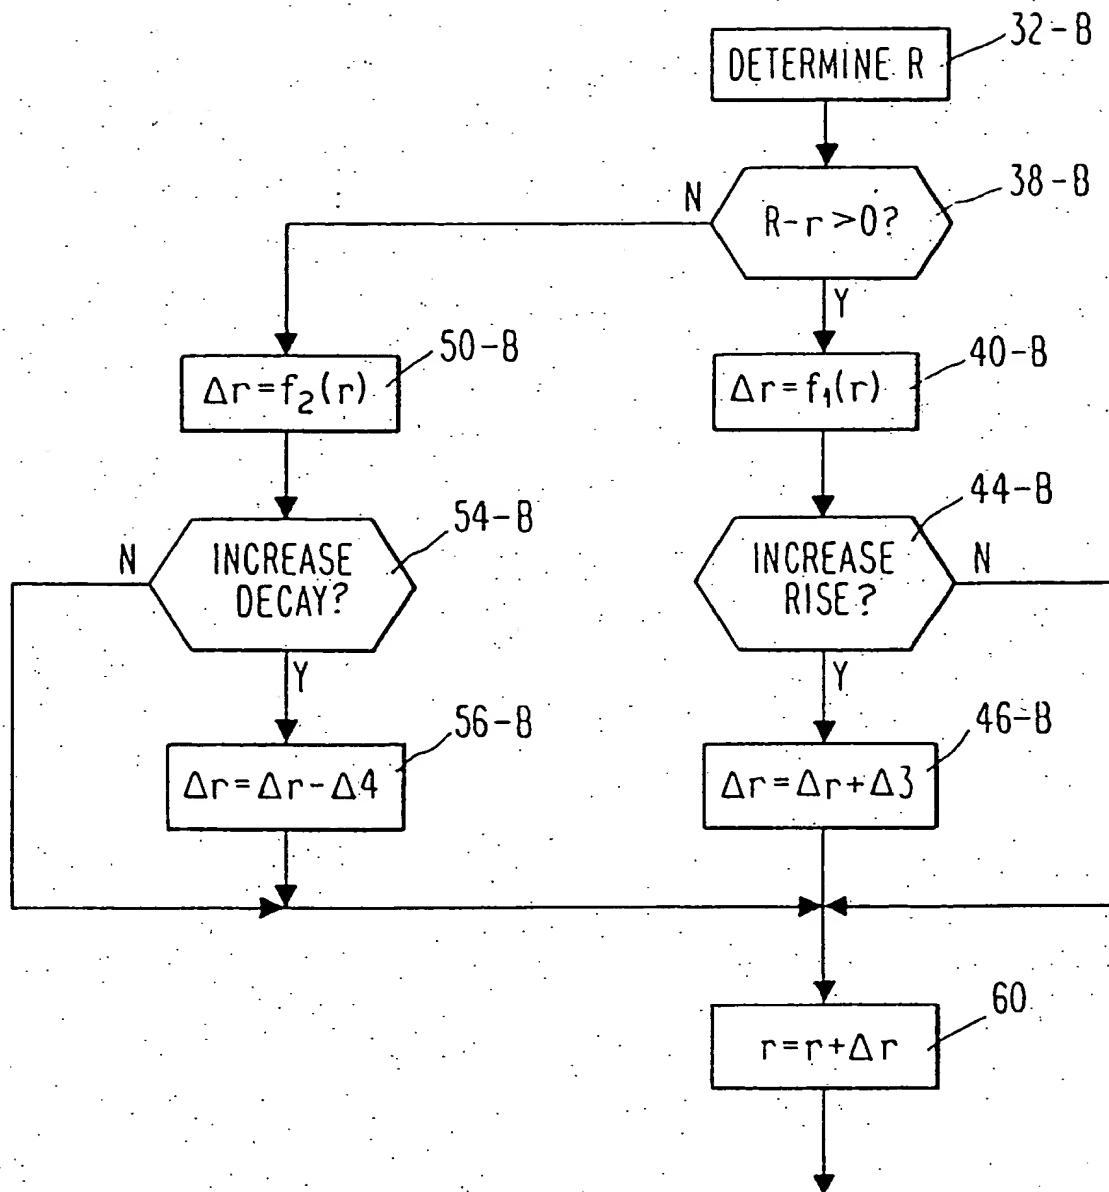 DETERMINE R
32-B
R-r>0?
38-B
N
Y
Δr=f₂(r)
50-B
Δr=f₁(r)
40-B
INCREASE
DECAY?
54-B
N
Y
INCREASE
RISE?
44-B
N
Y
Δr=Δr-Δ4
56-B
Δr=Δr+Δ3
46-B
r=r+Δr
60